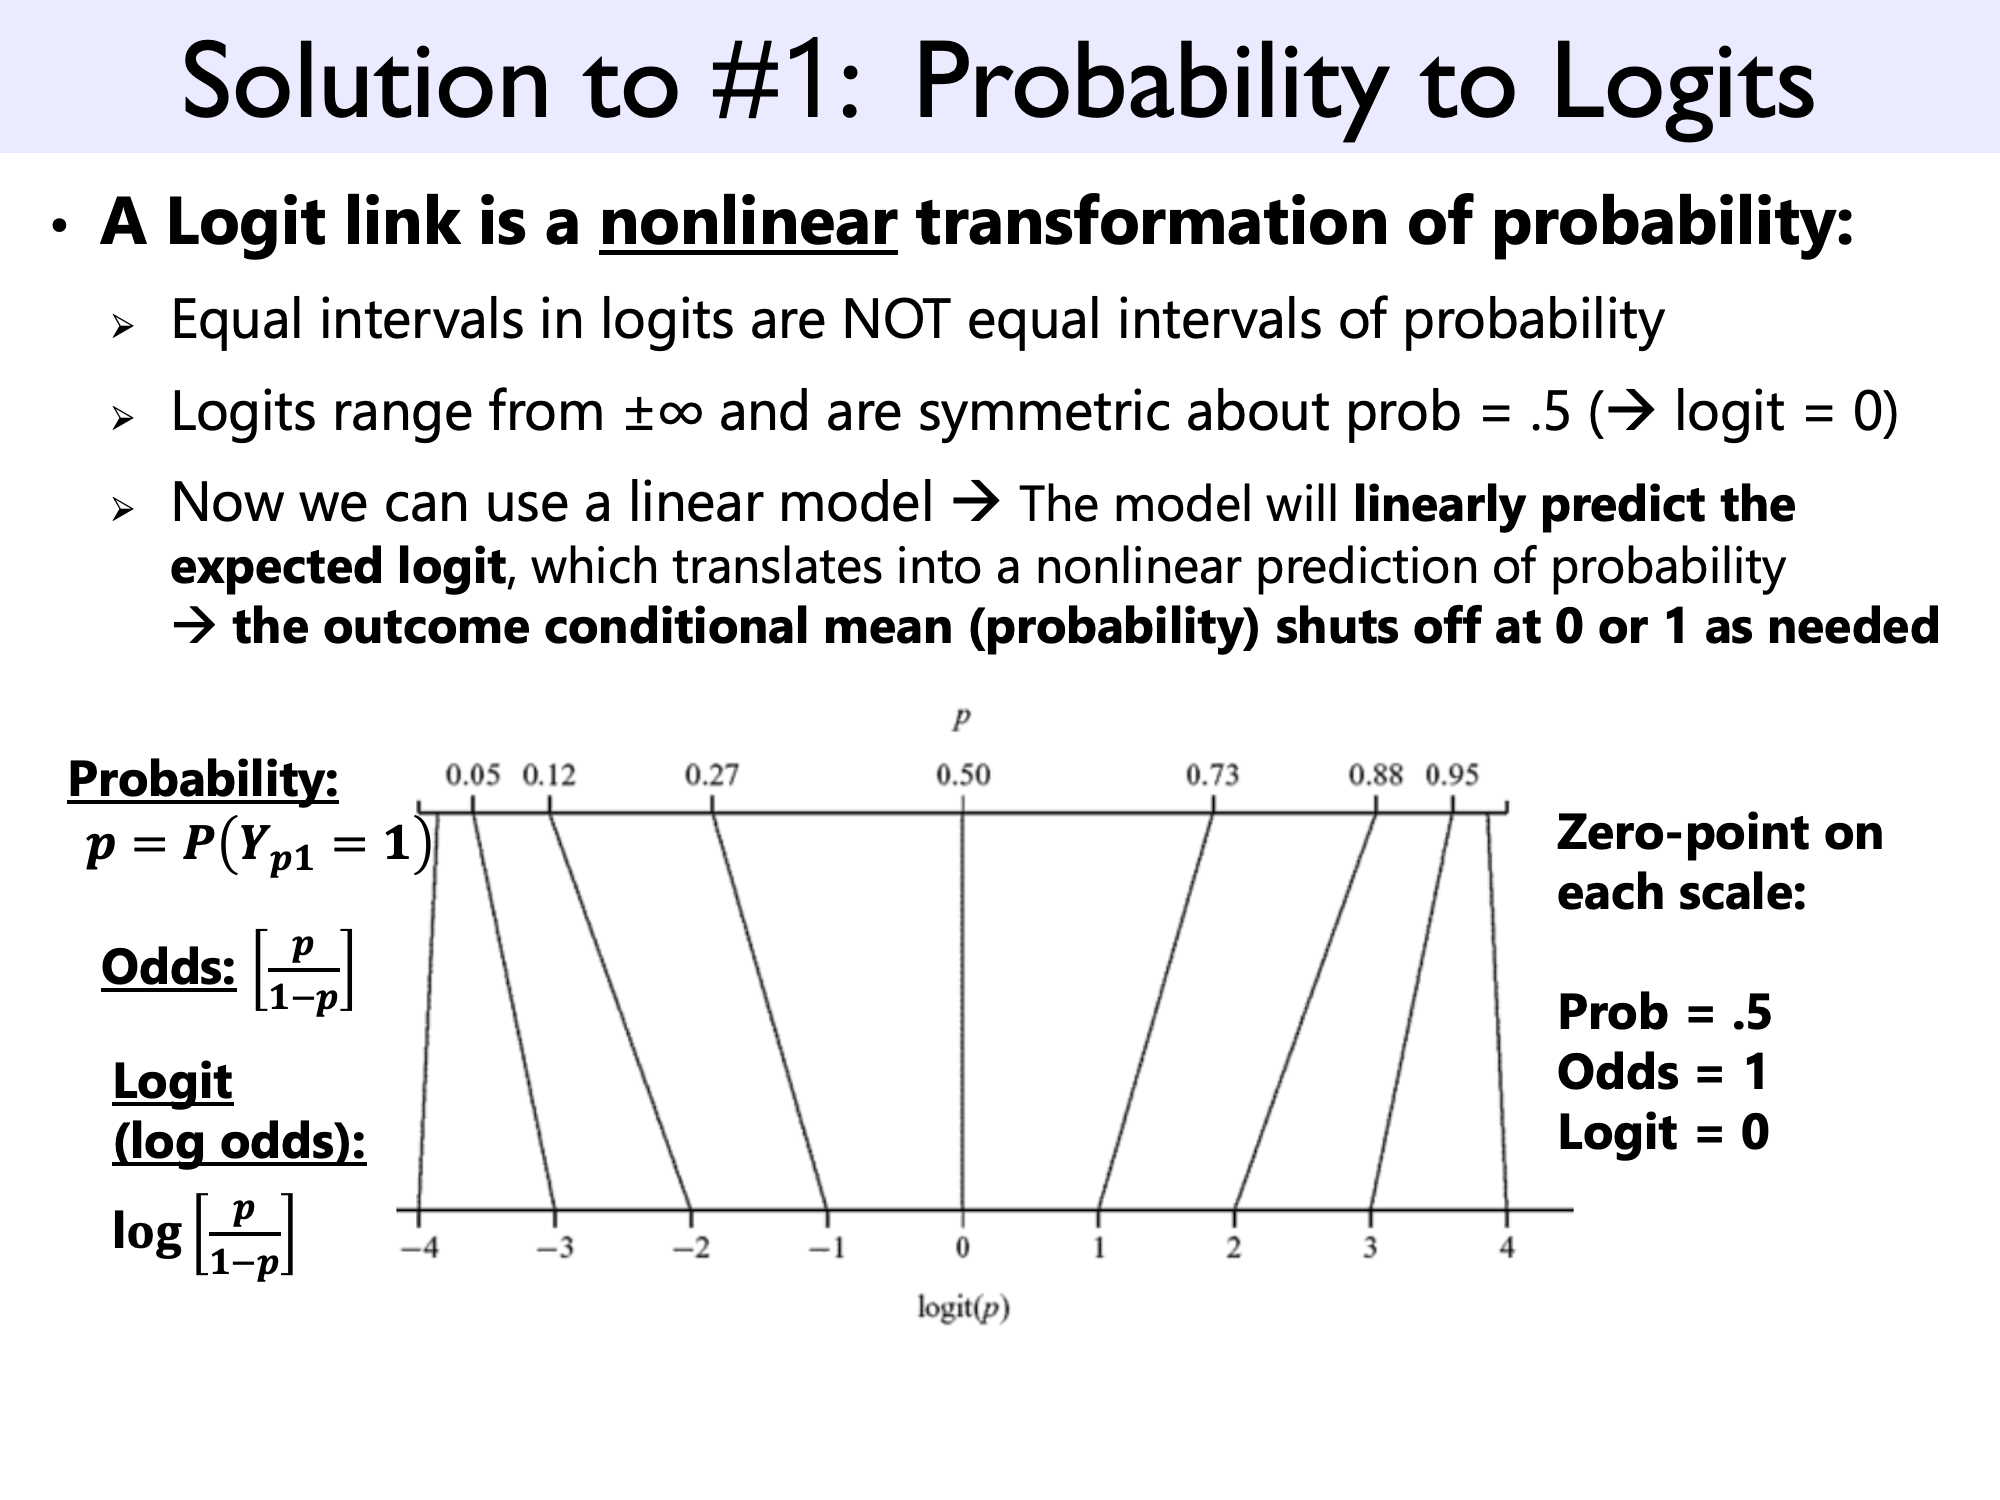 Solution to #1: Probability to Logits
• A Logit link is a nonlinear transformation of probability:
➢ Equal intervals in logits are NOT equal intervals of probability
➢ Logits range from ±∞ and are symmetric about prob = .5 (→ logit = 0)
➢ Now we can use a linear model → The model will linearly predict the
expected logit, which translates into a nonlinear prediction of probability
→ the outcome conditional mean (probability) shuts off at 0 or 1 as needed
Probability:
p = P(Y_{p1} = 1)
Odds: [p/(1−p)]
Logit
(log odds):
log [p/(1−p)]
p
0.05 0.12 0.27 0.50 0.73 0.88 0.95
−4 −3 −2 −1 0 1 2 3 4
logit(p)
Zero-point on
each scale:
Prob = .5
Odds = 1
Logit = 0